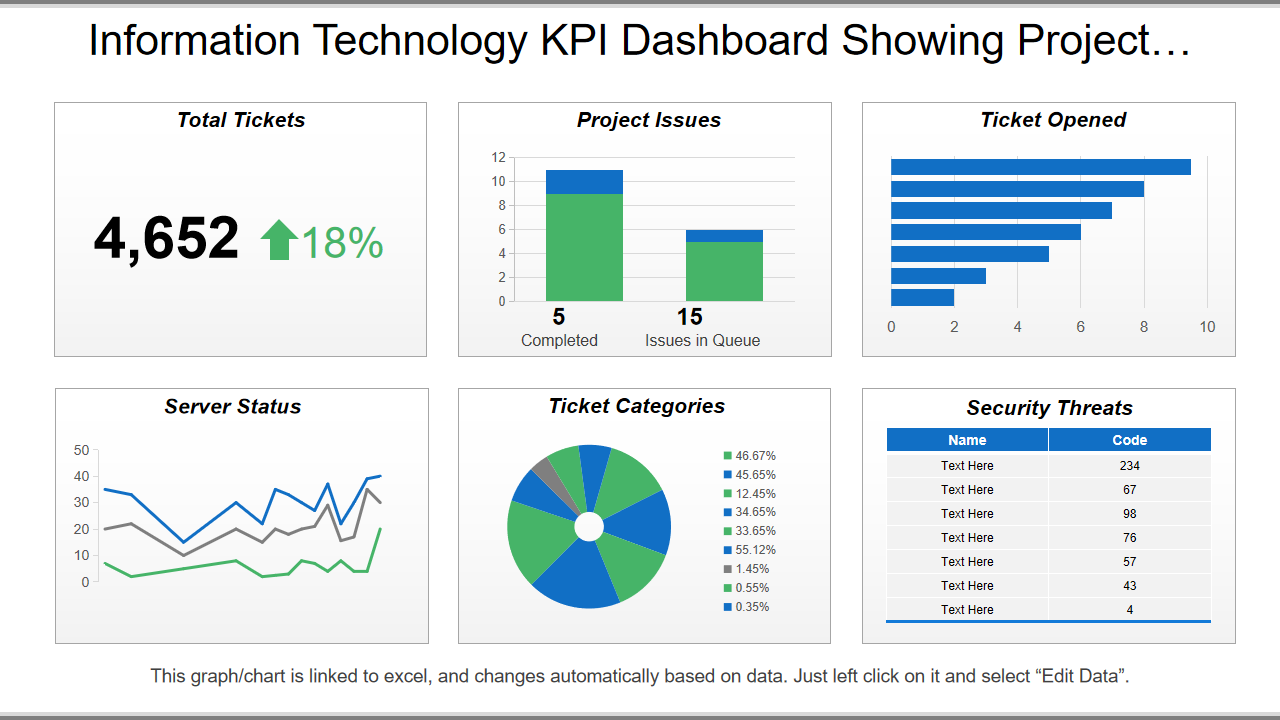 Information Technology KPI Dashboard Showing Project…
Total Tickets
4,652 18%
Project Issues
12
10
8
6
4
2
0
5 15
Completed Issues in Queue
Ticket Opened
0 2 4 6 8 10
Server Status
50
40
30
20
10
0
Ticket Categories
46.67%
45.65%
12.45%
34.65%
33.65%
55.12%
1.45%
0.55%
0.35%
Security Threats
Name Code
Text Here 234
Text Here 67
Text Here 98
Text Here 76
Text Here 57
Text Here 43
Text Here 4
This graph/chart is linked to excel, and changes automatically based on data. Just left click on it and select “Edit Data”.